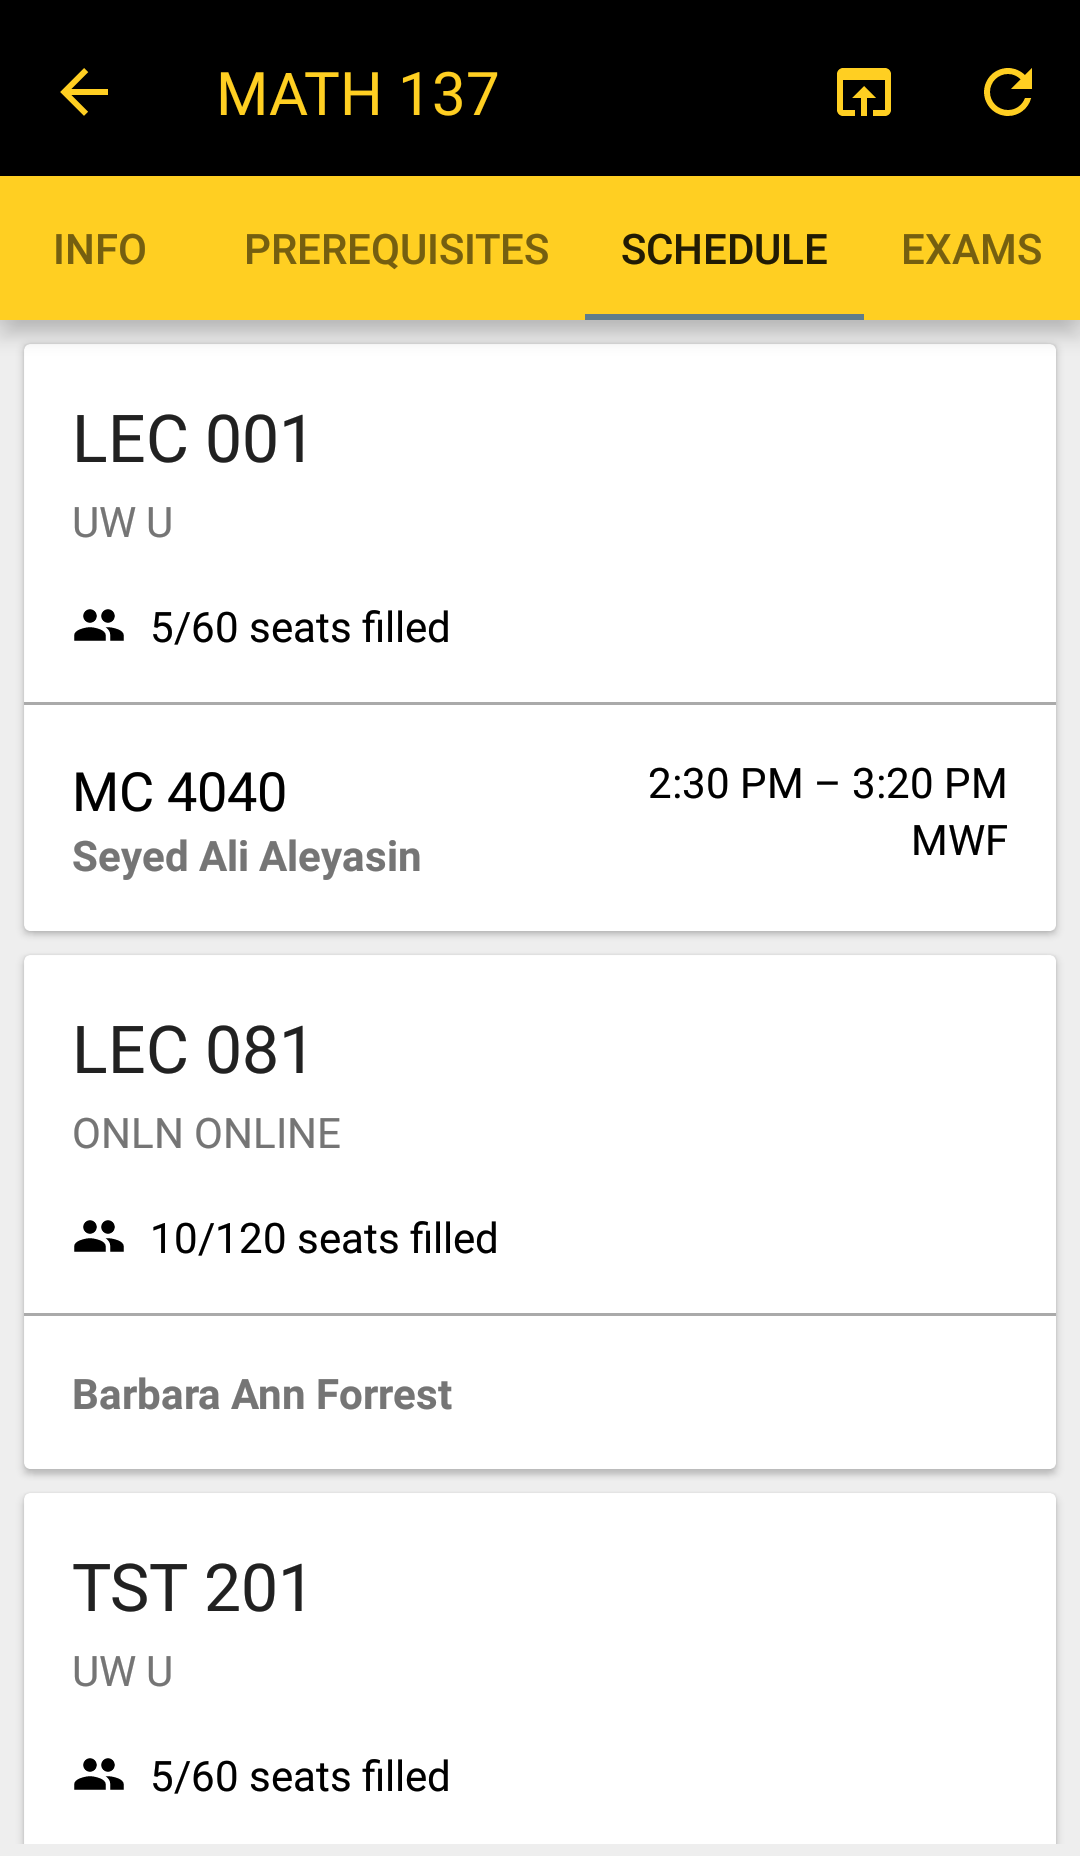 MATH 137
INFO PREREQUISITES SCHEDULE EXAMS
LEC 001
UW U
5/60 seats filled
MC 4040
2:30 PM – 3:20 PM
Seyed Ali Aleyasin
MWF
LEC 081
ONLN ONLINE
10/120 seats filled
Barbara Ann Forrest
TST 201
UW U
5/60 seats filled